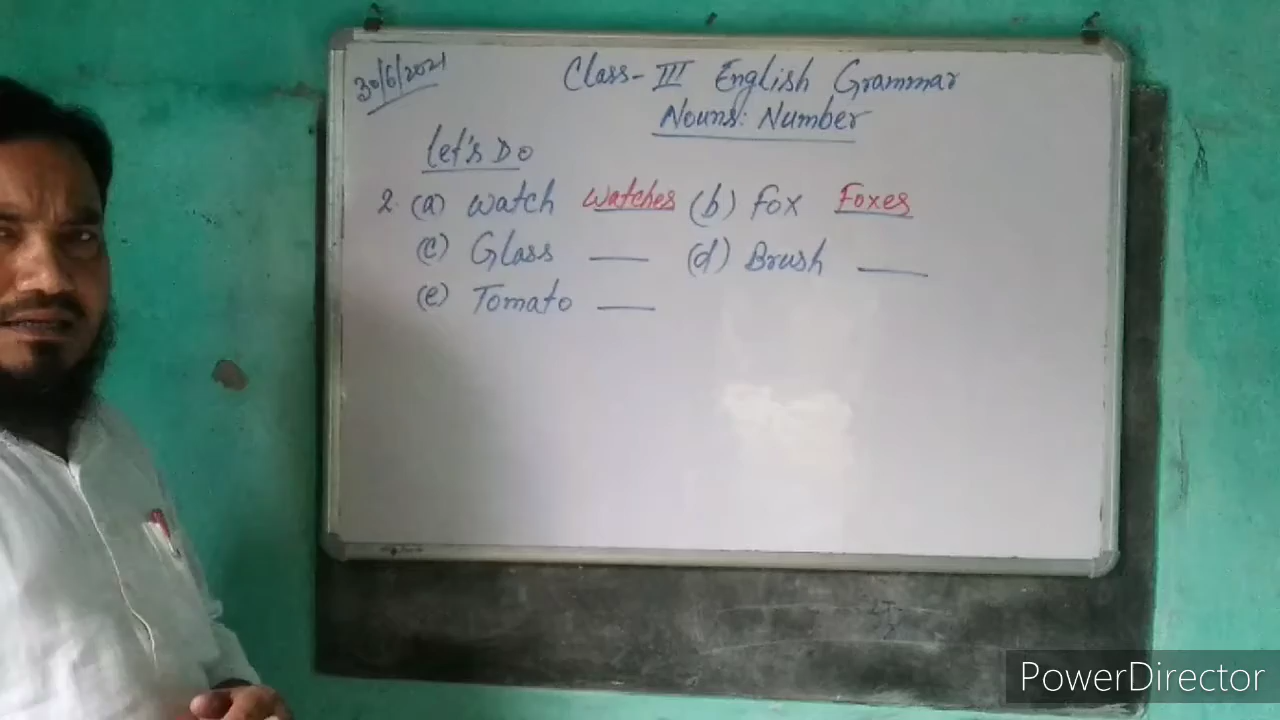 30/6/2021
Class-III English Grammar
Nouns: Number
Let's Do
2. (a) Watch Watches (b) Fox Foxes
(c) Glass ___ (d) Brush ___
(e) Tomato ___
PowerDirector